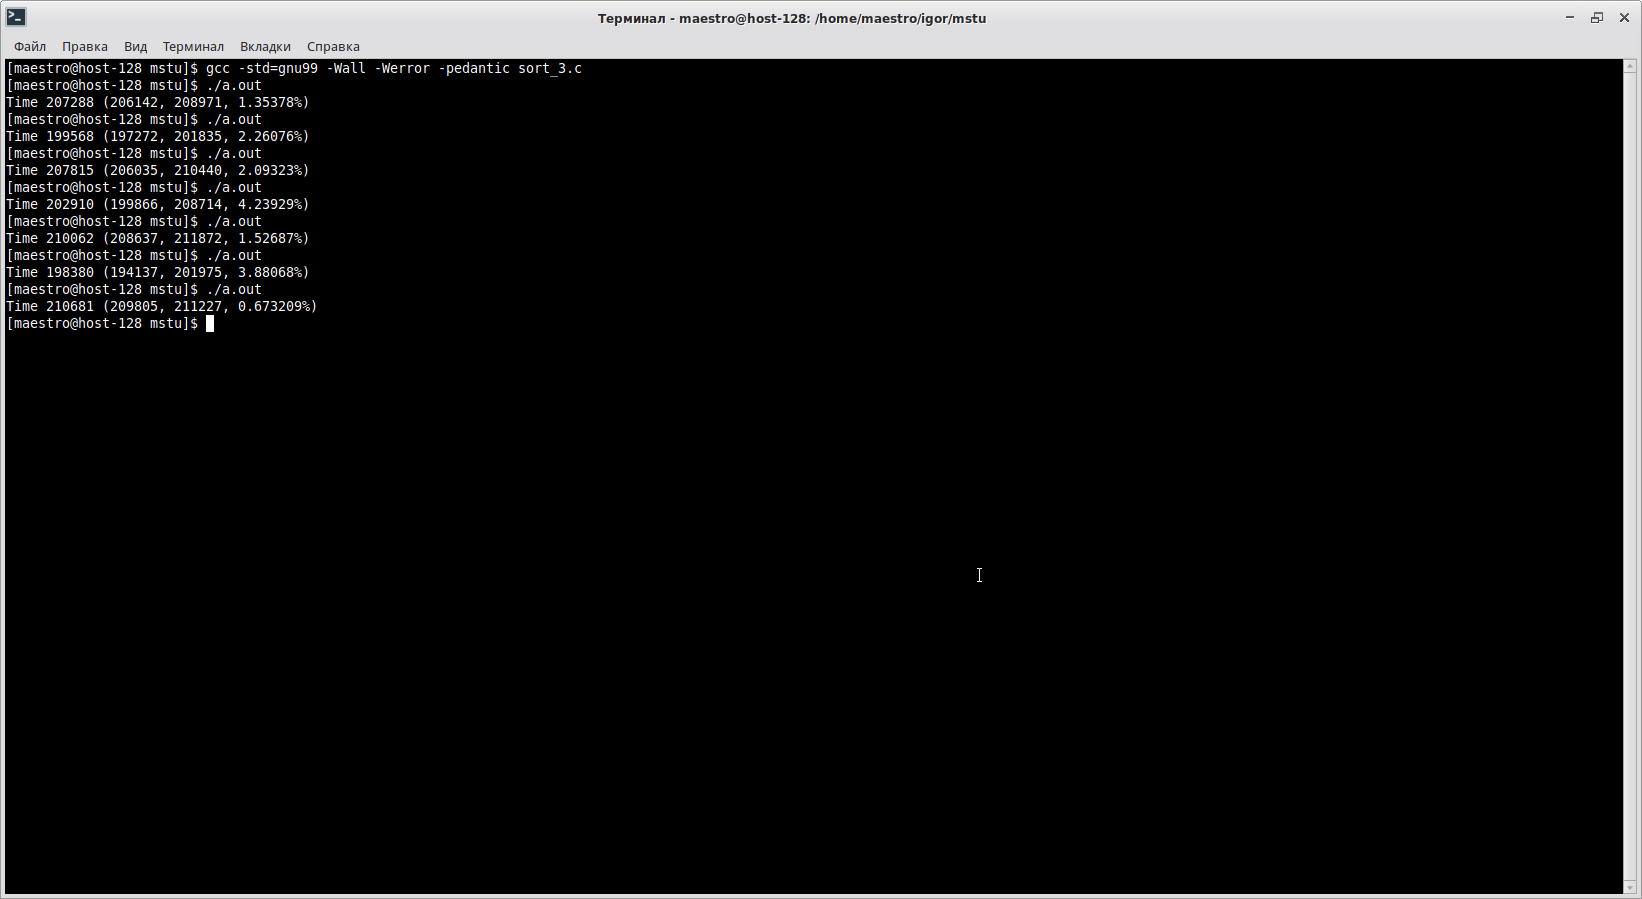 Терминал - maestro@host-128: /home/maestro/igor/mstu
Файл Правка Вид Терминал Вкладки Справка
[maestro@host-128 mstu]$ gcc -std=gnu99 -Wall -Werror -pedantic sort_3.c
[maestro@host-128 mstu]$ ./a.out
Time 207288 (206142, 208971, 1.35378%)
[maestro@host-128 mstu]$ ./a.out
Time 199568 (197272, 201835, 2.26076%)
[maestro@host-128 mstu]$ ./a.out
Time 207815 (206035, 210440, 2.09323%)
[maestro@host-128 mstu]$ ./a.out
Time 202910 (199866, 208714, 4.23929%)
[maestro@host-128 mstu]$ ./a.out
Time 210062 (208637, 211872, 1.52687%)
[maestro@host-128 mstu]$ ./a.out
Time 198380 (194137, 201975, 3.88068%)
[maestro@host-128 mstu]$ ./a.out
Time 210681 (209805, 211227, 0.673209%)
[maestro@host-128 mstu]$